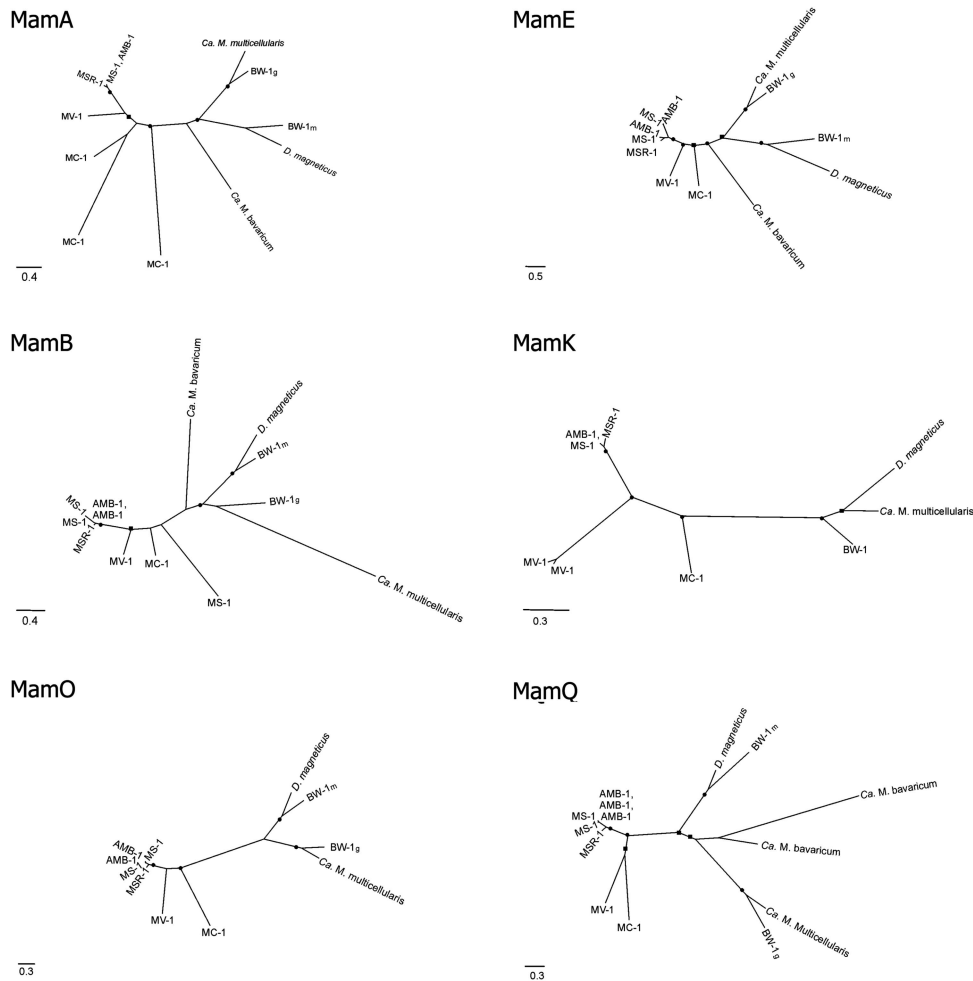 MamA
MSR-1
MS-1, AMB-1
MV-1
MC-1
MC-1
MC-1
Ca. M. multicellularis
BW-1g
BW-1m
D. magneticus
Ca. M. bavaricum
0.4
MamE
MS-1
AMB-1
AMB-1,
MS-1
MSR-1
MV-1
MC-1
Ca. M. multicellularis
BW-1g
BW-1m
D. magneticus
Ca. M. bavaricum
0.5
MamB
Ca. M. bavaricum
D. magneticus
BW-1m
BW-1g
MS-1
AMB-1,
AMB-1
MS-1
MSR-1
MV-1
MC-1
MS-1
Ca. M. multicellularis
0.4
MamK
AMB-1,
MS-1
MSR-1
D. magneticus
Ca. M. multicellularis
BW-1
MV-1
MV-1
MC-1
0.3
MamO
D. magneticus
BW-1m
AMB-1
AMB-1
MS-1
MS-1
MSR-1
BW-1g
Ca. M. multicellularis
MV-1
MC-1
0.3
MamQ
D. magneticus
BW-1m
AMB-1,
AMB-1,
AMB-1
MS-1
MS-1
MSR-1
Ca. M. bavaricum
Ca. M. bavaricum
MV-1
MC-1
Ca. M. Multicellularis
BW-1g
0.3